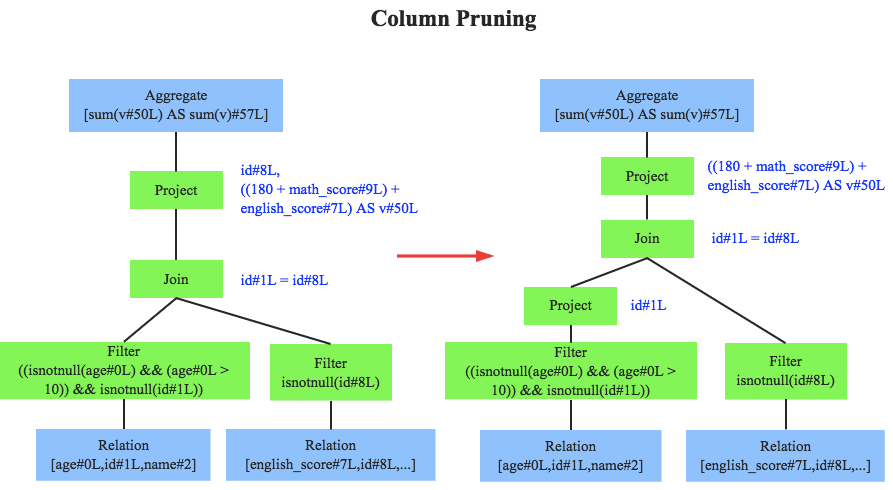 Column Pruning
Aggregate
[sum(v#50L) AS sum(v)#57L]
Project
id#8L,
((180 + math_score#9L) +
english_score#7L) AS v#50L
Join
id#1L = id#8L
Filter
((isnotnull(age#0L) && (age#0L >
10)) && isnotnull(id#1L))
Filter
isnotnull(id#8L)
Relation
[age#0L,id#1L,name#2]
Relation
[english_score#7L,id#8L,...]
Aggregate
[sum(v#50L) AS sum(v)#57L]
Project
((180 + math_score#9L) +
english_score#7L) AS v#50L
Join
id#1L = id#8L
Project
id#1L
Filter
((isnotnull(age#0L) && (age#0L >
10)) && isnotnull(id#1L))
Filter
isnotnull(id#8L)
Relation
[age#0L,id#1L,name#2]
Relation
[english_score#7L,id#8L,...]